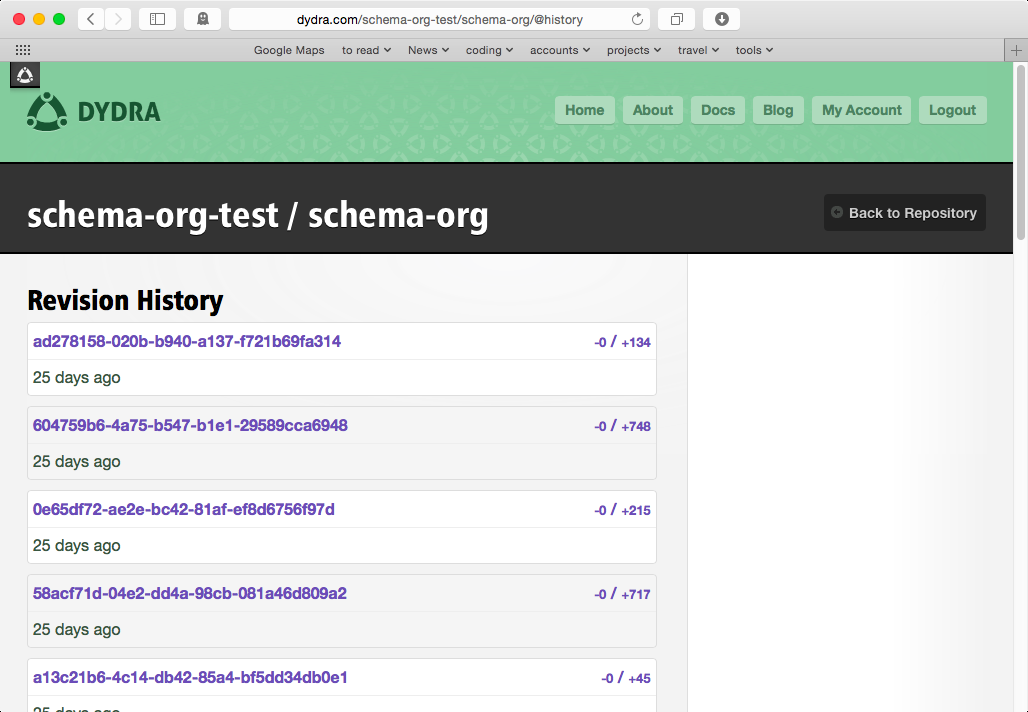 dydra.com/schema-org-test/schema-org/@history
Google Maps to read News coding accounts projects travel tools
DYDRA
Home About Docs Blog My Account Logout
schema-org-test / schema-org
Back to Repository
Revision History
ad278158-020b-b940-a137-f721b69fa314 -0 / +134
25 days ago
604759b6-4a75-b547-b1e1-29589cca6948 -0 / +748
25 days ago
0e65df72-ae2e-bc42-81af-ef8d6756f97d -0 / +215
25 days ago
58acf71d-04e2-dd4a-98cb-081a46d809a2 -0 / +717
25 days ago
a13c21b6-4c14-db42-85a4-bf5dd34db0e1 -0 / +45
25 days ago